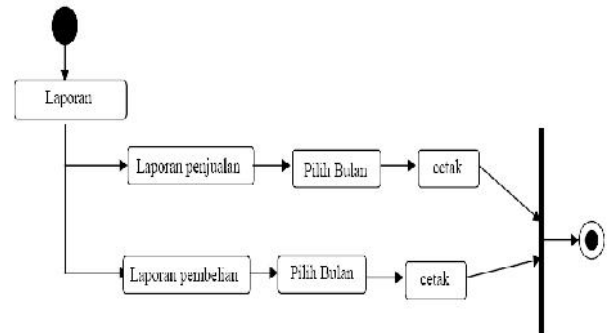 Laporan
Laporan penjualan
Pilih Bulan
cetak
Laporan pembelian
Pilih Bulan
cetak